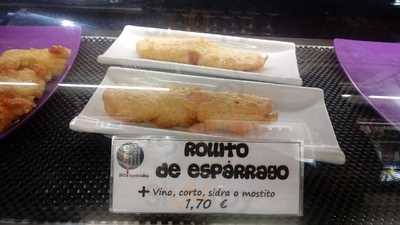 Rollito
de espárrago
+ Vino, corto, sidra o mostito
1,70 €